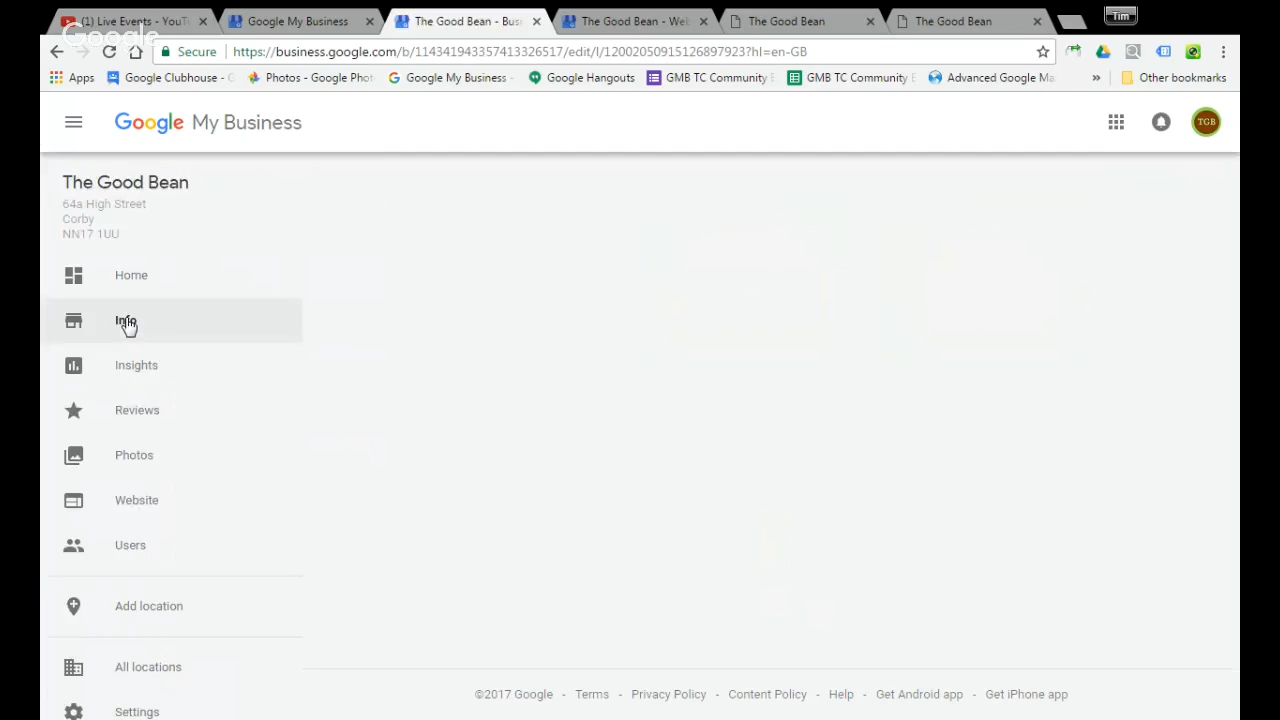 (1) Live Events - YouTu
Google My Business
The Good Bean - Busi
The Good Bean - Web
The Good Bean
The Good Bean
Tim
Google
Secure
https://business.google.com/b/114341943357413326517/edit/l/12002050915126897923?hl=en-GB
Apps
Google Clubhouse - G
Photos - Google Phot
Google My Business -
Google Hangouts
GMB TC Community E
GMB TC Community E
Advanced Google Ma
»
Other bookmarks
Google My Business
TGB
The Good Bean
64a High Street
Corby
NN17 1UU
Home
Info
Insights
Reviews
Photos
Website
Users
Add location
All locations
Settings
©2017 Google - Terms - Privacy Policy - Content Policy - Help - Get Android app - Get iPhone app